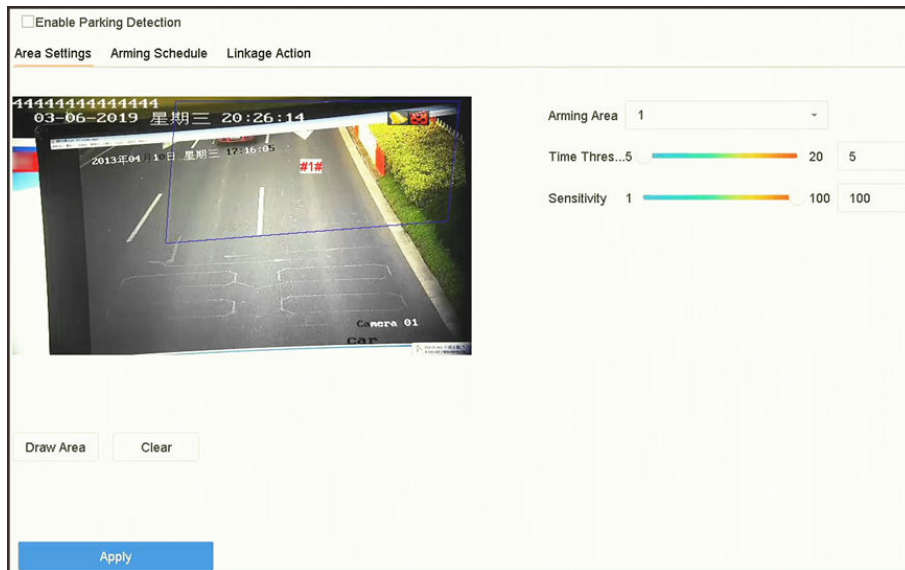 Enable Parking Detection
Area Settings Arming Schedule Linkage Action
44444444444444
03-06-2019 星期三 20:26:14
2013年04月10日 星期三 17:16:05
#1#
Camera 01
car
Arming Area 1
Time Thres...5 20 5
Sensitivity 1 100 100
Draw Area Clear
Apply